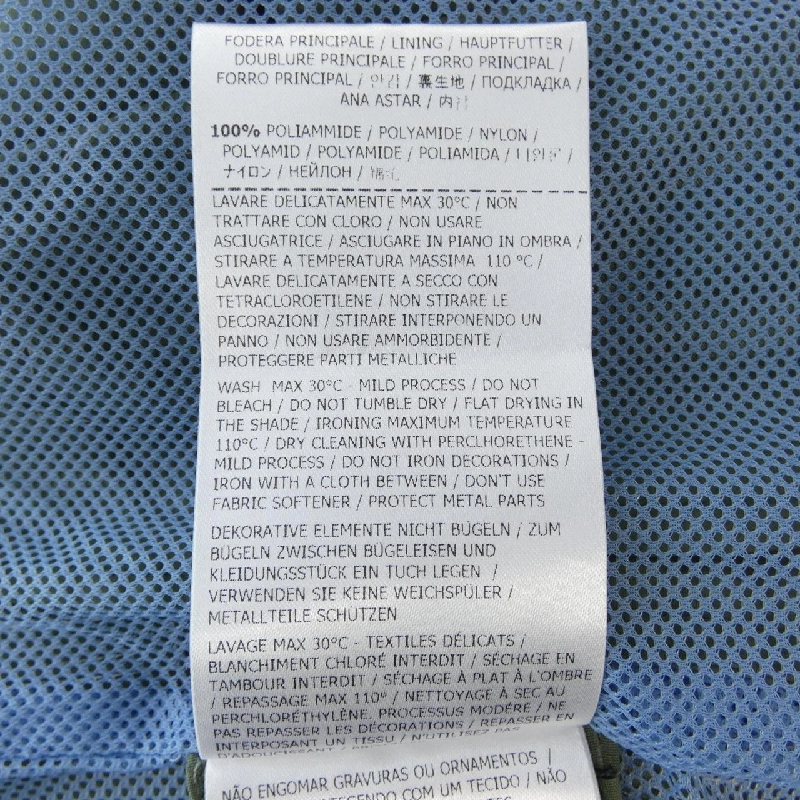 FODERA PRINCIPALE / LINING / HAUPTFUTTER /
DOUBLURE PRINCIPALE / FORRO PRINCIPAL /
FORRO PRINCIPAL / 안감 / 裏生地 / ПОДКЛАДКА /
ANA ASTAR /
100% POLIAMMIDE / POLYAMIDE / NYLON /
POLYAMID / POLYAMIDE / POLIAMIDA /
ナイロン / НЕЙЛОН /
LAVARE DELICATAMENTE MAX 30°C / NON
TRATTARE CON CLORO / NON USARE
ASCIUGATRICE / ASCIUGARE IN PIANO IN OMBRA /
STIRARE A TEMPERATURA MASSIMA 110 °C /
LAVARE DELICATAMENTE A SECCO CON
TETRACLOROETILENE / NON STIRARE LE
DECORAZIONI / STIRARE INTERPONENDO UN
PANNO / NON USARE AMMORBIDENTE /
PROTEGGERE PARTI METALLICHE
WASH MAX 30°C - MILD PROCESS / DO NOT
BLEACH / DO NOT TUMBLE DRY / FLAT DRYING IN
THE SHADE / IRONING MAXIMUM TEMPERATURE
110°C / DRY CLEANING WITH PERCLHORETHENE -
MILD PROCESS / DO NOT IRON DECORATIONS /
IRON WITH A CLOTH BETWEEN / DON'T USE
FABRIC SOFTENER / PROTECT METAL PARTS
DEKORATIVE ELEMENTE NICHT BÜGELN / ZUM
BÜGELN ZWISCHEN BÜGELEISEN UND
KLEIDUNGSSTÜCK EIN TUCH LEGEN /
VERWENDEN SIE KEINE WEICHSPÜLER /
METALLTEILE SCHÜTZEN
LAVAGE MAX 30°C - TEXTILES DÉLICATS /
BLANCHIMENT CHLORÉ INTERDIT / SÉCHAGE EN
TAMBOUR INTERDIT / SÉCHAGE À PLAT À L'OMBRE
/ REPASSAGE MAX 110° / NETTOYAGE À SEC AU
PERCHLORÉTHYLÈNE. PROCESSUS MODÉRÉ / NE
PAS REPASSER LES DÉCORATIONS / REPASSER EN
INTERPOSANT UN TISSU / N'UTILISEZ PAS
D'ADOUCISSANT /
NÃO ENGOMAR GRAVURAS OU ORNAMENTOS /
COM UM TECIDO / NÃO